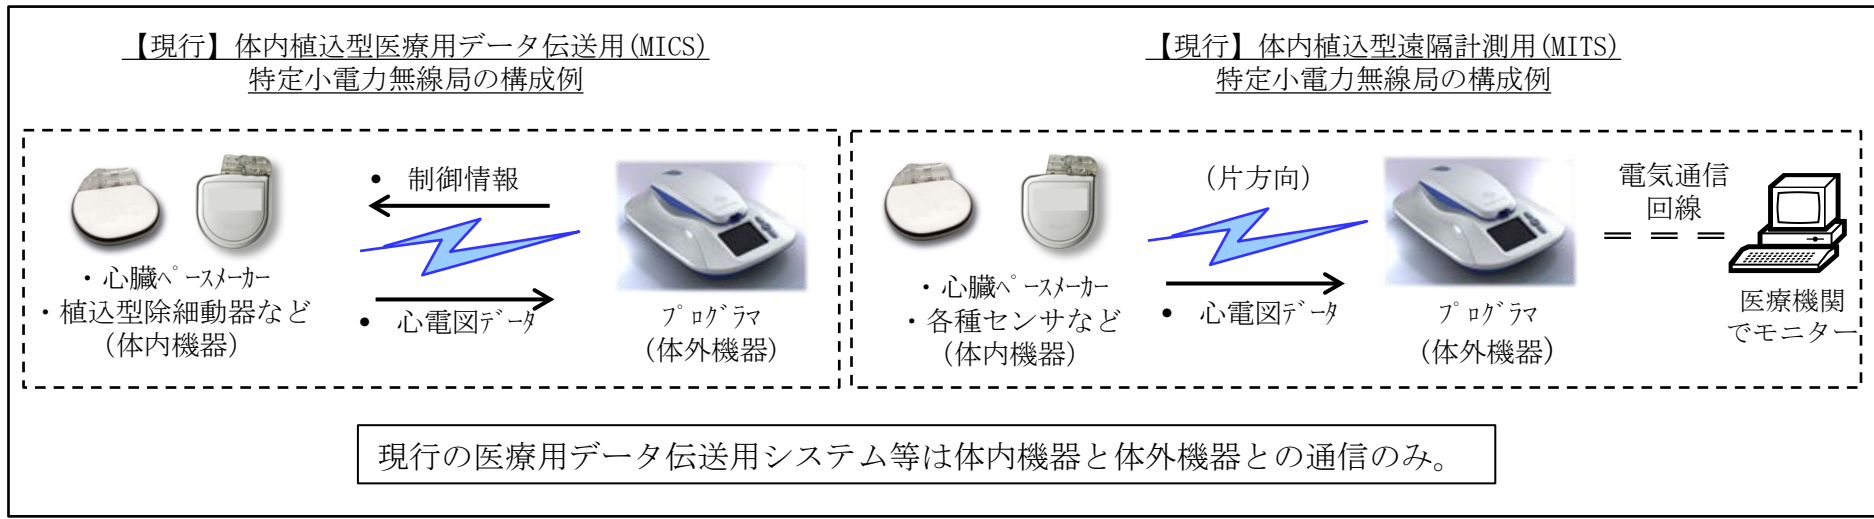 【現行】体内植込型医療用データ伝送用(MICS)
特定小電力無線局の構成例
・心臓ﾍﾟｰｽﾒｰｶｰ
・植込型除細動器など
(体内機器)
• 制御情報
• 心電図ﾃﾞｰﾀ
ﾌﾟﾛｸﾞﾗﾏ
(体外機器)
【現行】体内植込型遠隔計測用(MITS)
特定小電力無線局の構成例
・心臓ﾍﾟｰｽﾒｰｶｰ
・各種センサなど
(体内機器)
(片方向)
• 心電図ﾃﾞｰﾀ
ﾌﾟﾛｸﾞﾗﾏ
(体外機器)
電気通信
回線
医療機関
でモニター
現行の医療用データ伝送用システム等は体内機器と体外機器との通信のみ。